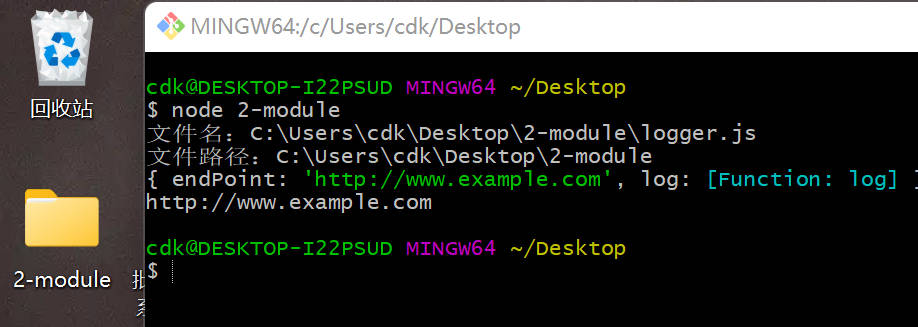 MINGW64:/c/Users/cdk/Desktop
回收站
2-module
cdk@DESKTOP-I22PSUD MINGW64 ~/Desktop
$ node 2-module
文件名：C:\Users\cdk\Desktop\2-module\logger.js
文件路径：C:\Users\cdk\Desktop\2-module
{ endPoint: 'http://www.example.com', log: [Function: log] }
http://www.example.com
cdk@DESKTOP-I22PSUD MINGW64 ~/Desktop
$